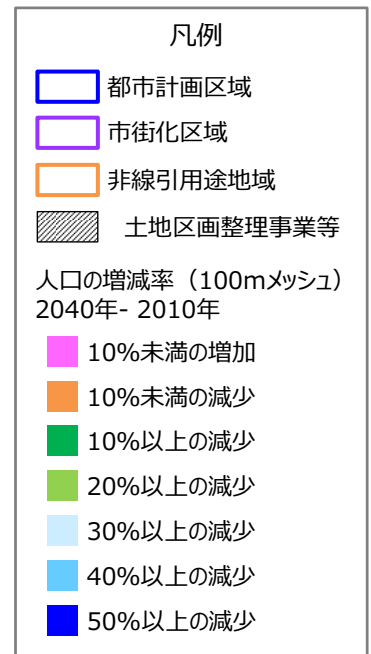 凡例
都市計画区域
市街化区域
非線引用途地域
土地区画整理事業等
人口の増減率（100mメッシュ）
2040年- 2010年
10%未満の増加
10%未満の減少
10%以上の減少
20%以上の減少
30%以上の減少
40%以上の減少
50%以上の減少